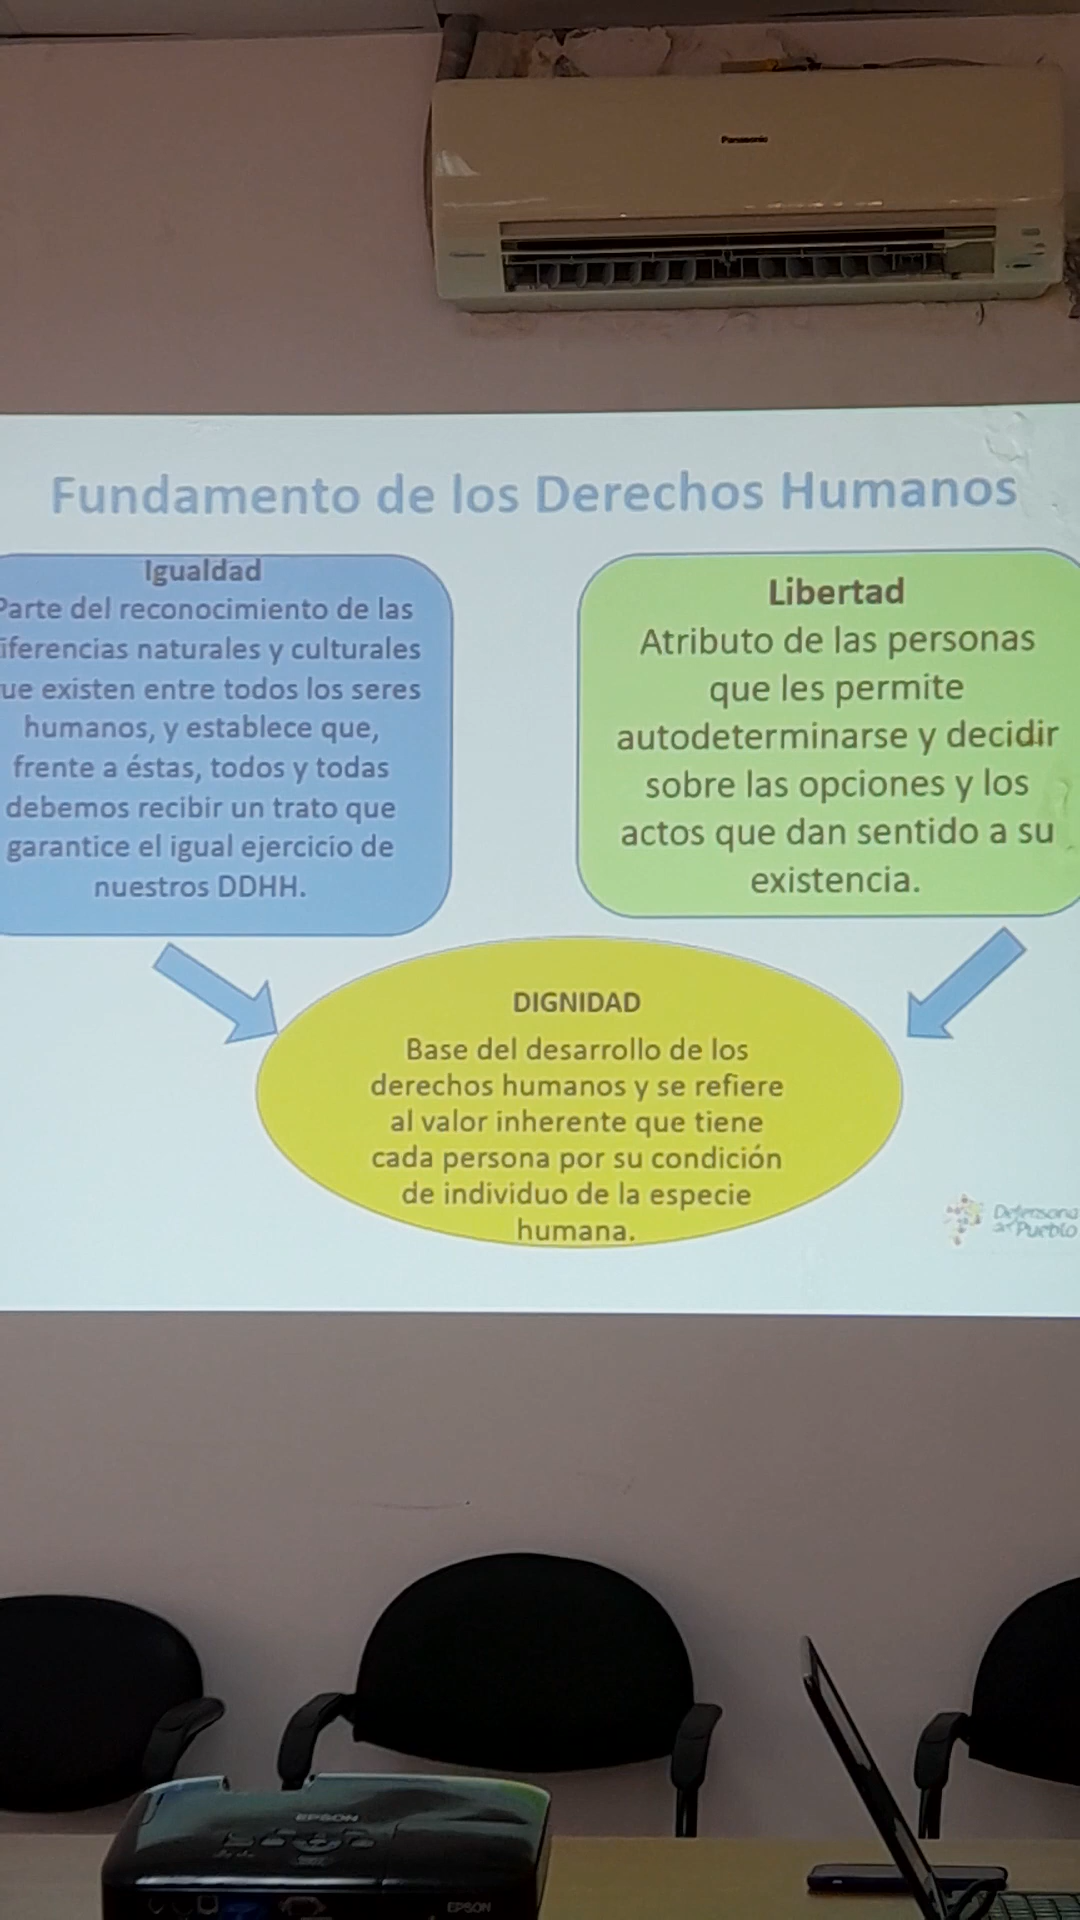 Panasonic
Fundamento de los Derechos Humanos
Igualdad
Parte del reconocimiento de las
iferencias naturales y culturales
ue existen entre todos los seres
humanos, y establece que,
frente a éstas, todos y todas
debemos recibir un trato que
garantice el igual ejercicio de
nuestros DDHH.
Libertad
Atributo de las personas
que les permite
autodeterminarse y decidir
sobre las opciones y los
actos que dan sentido a su
existencia.
DIGNIDAD
Base del desarrollo de los
derechos humanos y se refiere
al valor inherente que tiene
cada persona por su condición
de individuo de la especie
humana.
Defensoría
del Pueblo
EPSON
EPSON